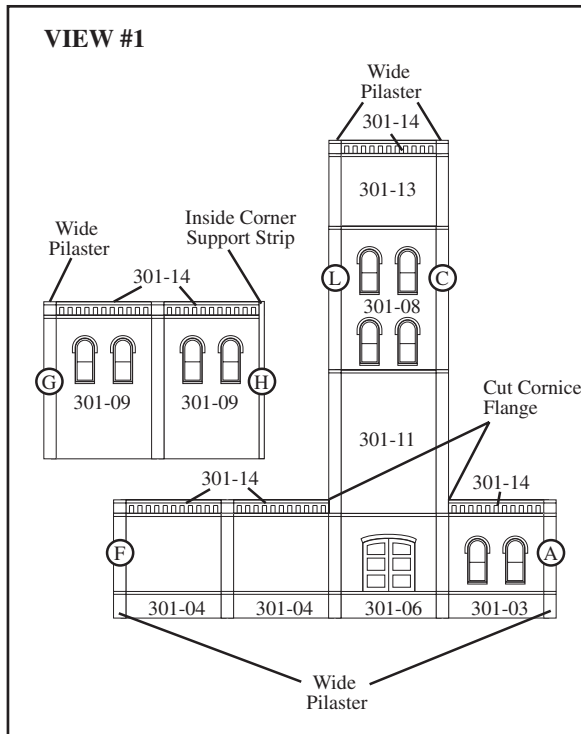 VIEW #1
Wide
Pilaster
301-14
301-13
Wide
Pilaster
Inside Corner
Support Strip
301-14
L
C
301-08
G
H
301-09
301-09
Cut Cornice
Flange
301-11
301-14
301-14
F
A
301-04
301-04
301-06
301-03
Wide
Pilaster